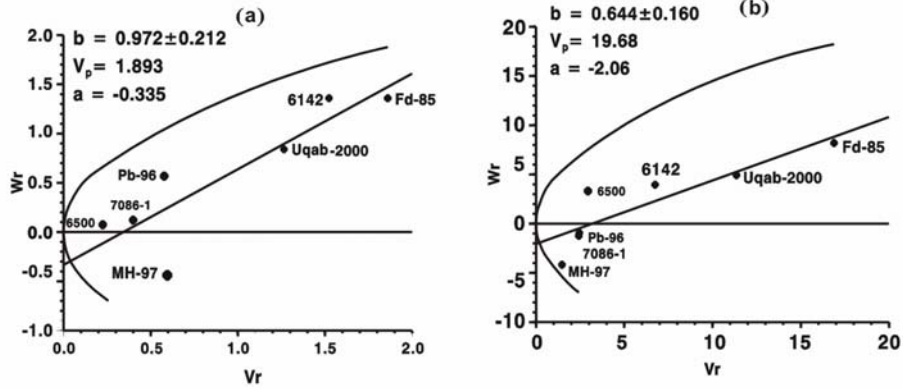 (a)
b = 0.972±0.212
Vp= 1.893
a = -0.335
2.0
1.5
1.0
0.5
0.0
-0.5
-1.0
Wr
6142
Fd-85
Uqab-2000
Pb-96
7086-1
6500
MH-97
0.0 0.5 1.0 1.5 2.0
Vr
(b)
b = 0.644±0.160
Vp= 19.68
a = -2.06
20
15
10
5
0
-5
-10
Wr
Fd-85
6142
Uqab-2000
6500
Pb-96
7086-1
MH-97
0 5 10 15 20
Vr